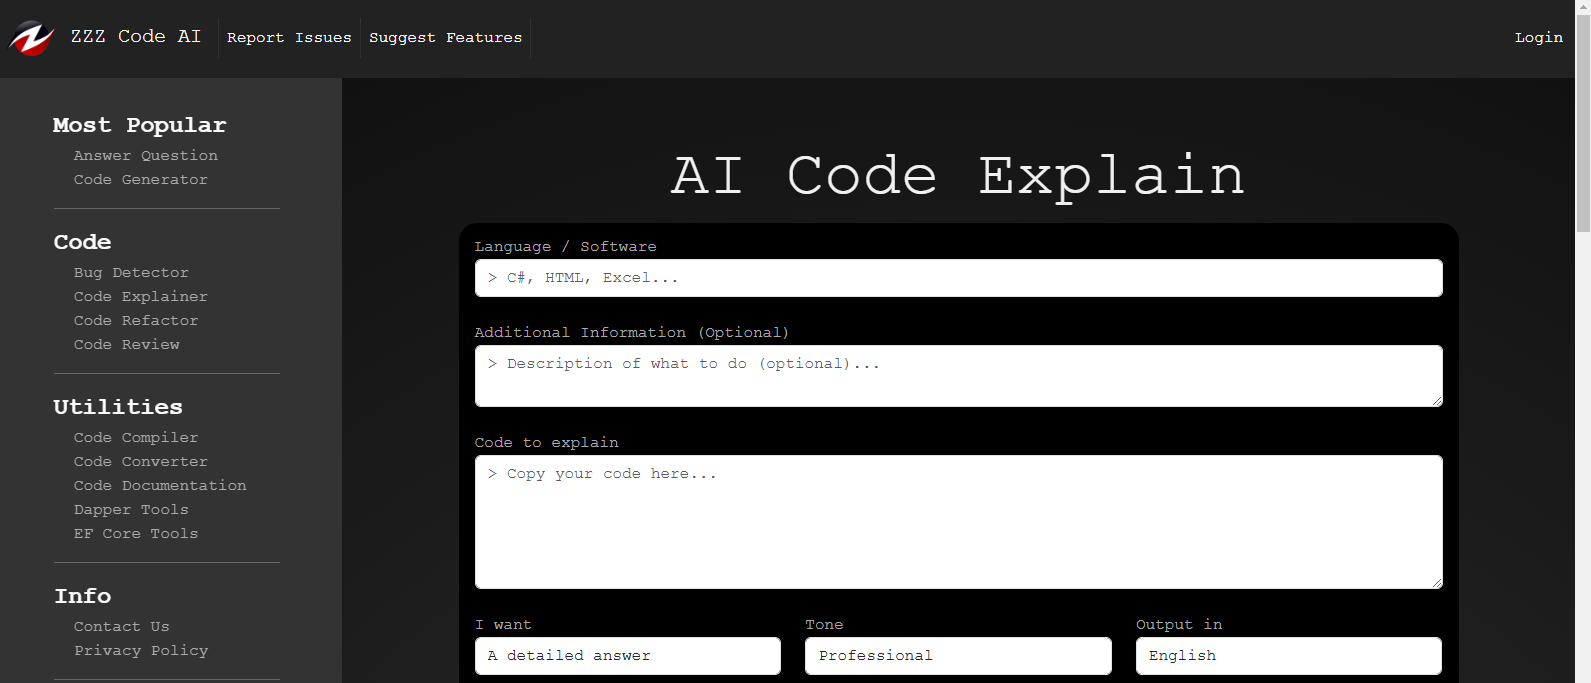 ZZZ Code AI
Report Issues
Suggest Features
Login
Most Popular
Answer Question
Code Generator
Code
Bug Detector
Code Explainer
Code Refactor
Code Review
Utilities
Code Compiler
Code Converter
Code Documentation
Dapper Tools
EF Core Tools
Info
Contact Us
Privacy Policy
AI Code Explain
Language / Software
> C#, HTML, Excel...
Additional Information (Optional)
> Description of what to do (optional)...
Code to explain
> Copy your code here...
I want
A detailed answer
Tone
Professional
Output in
English